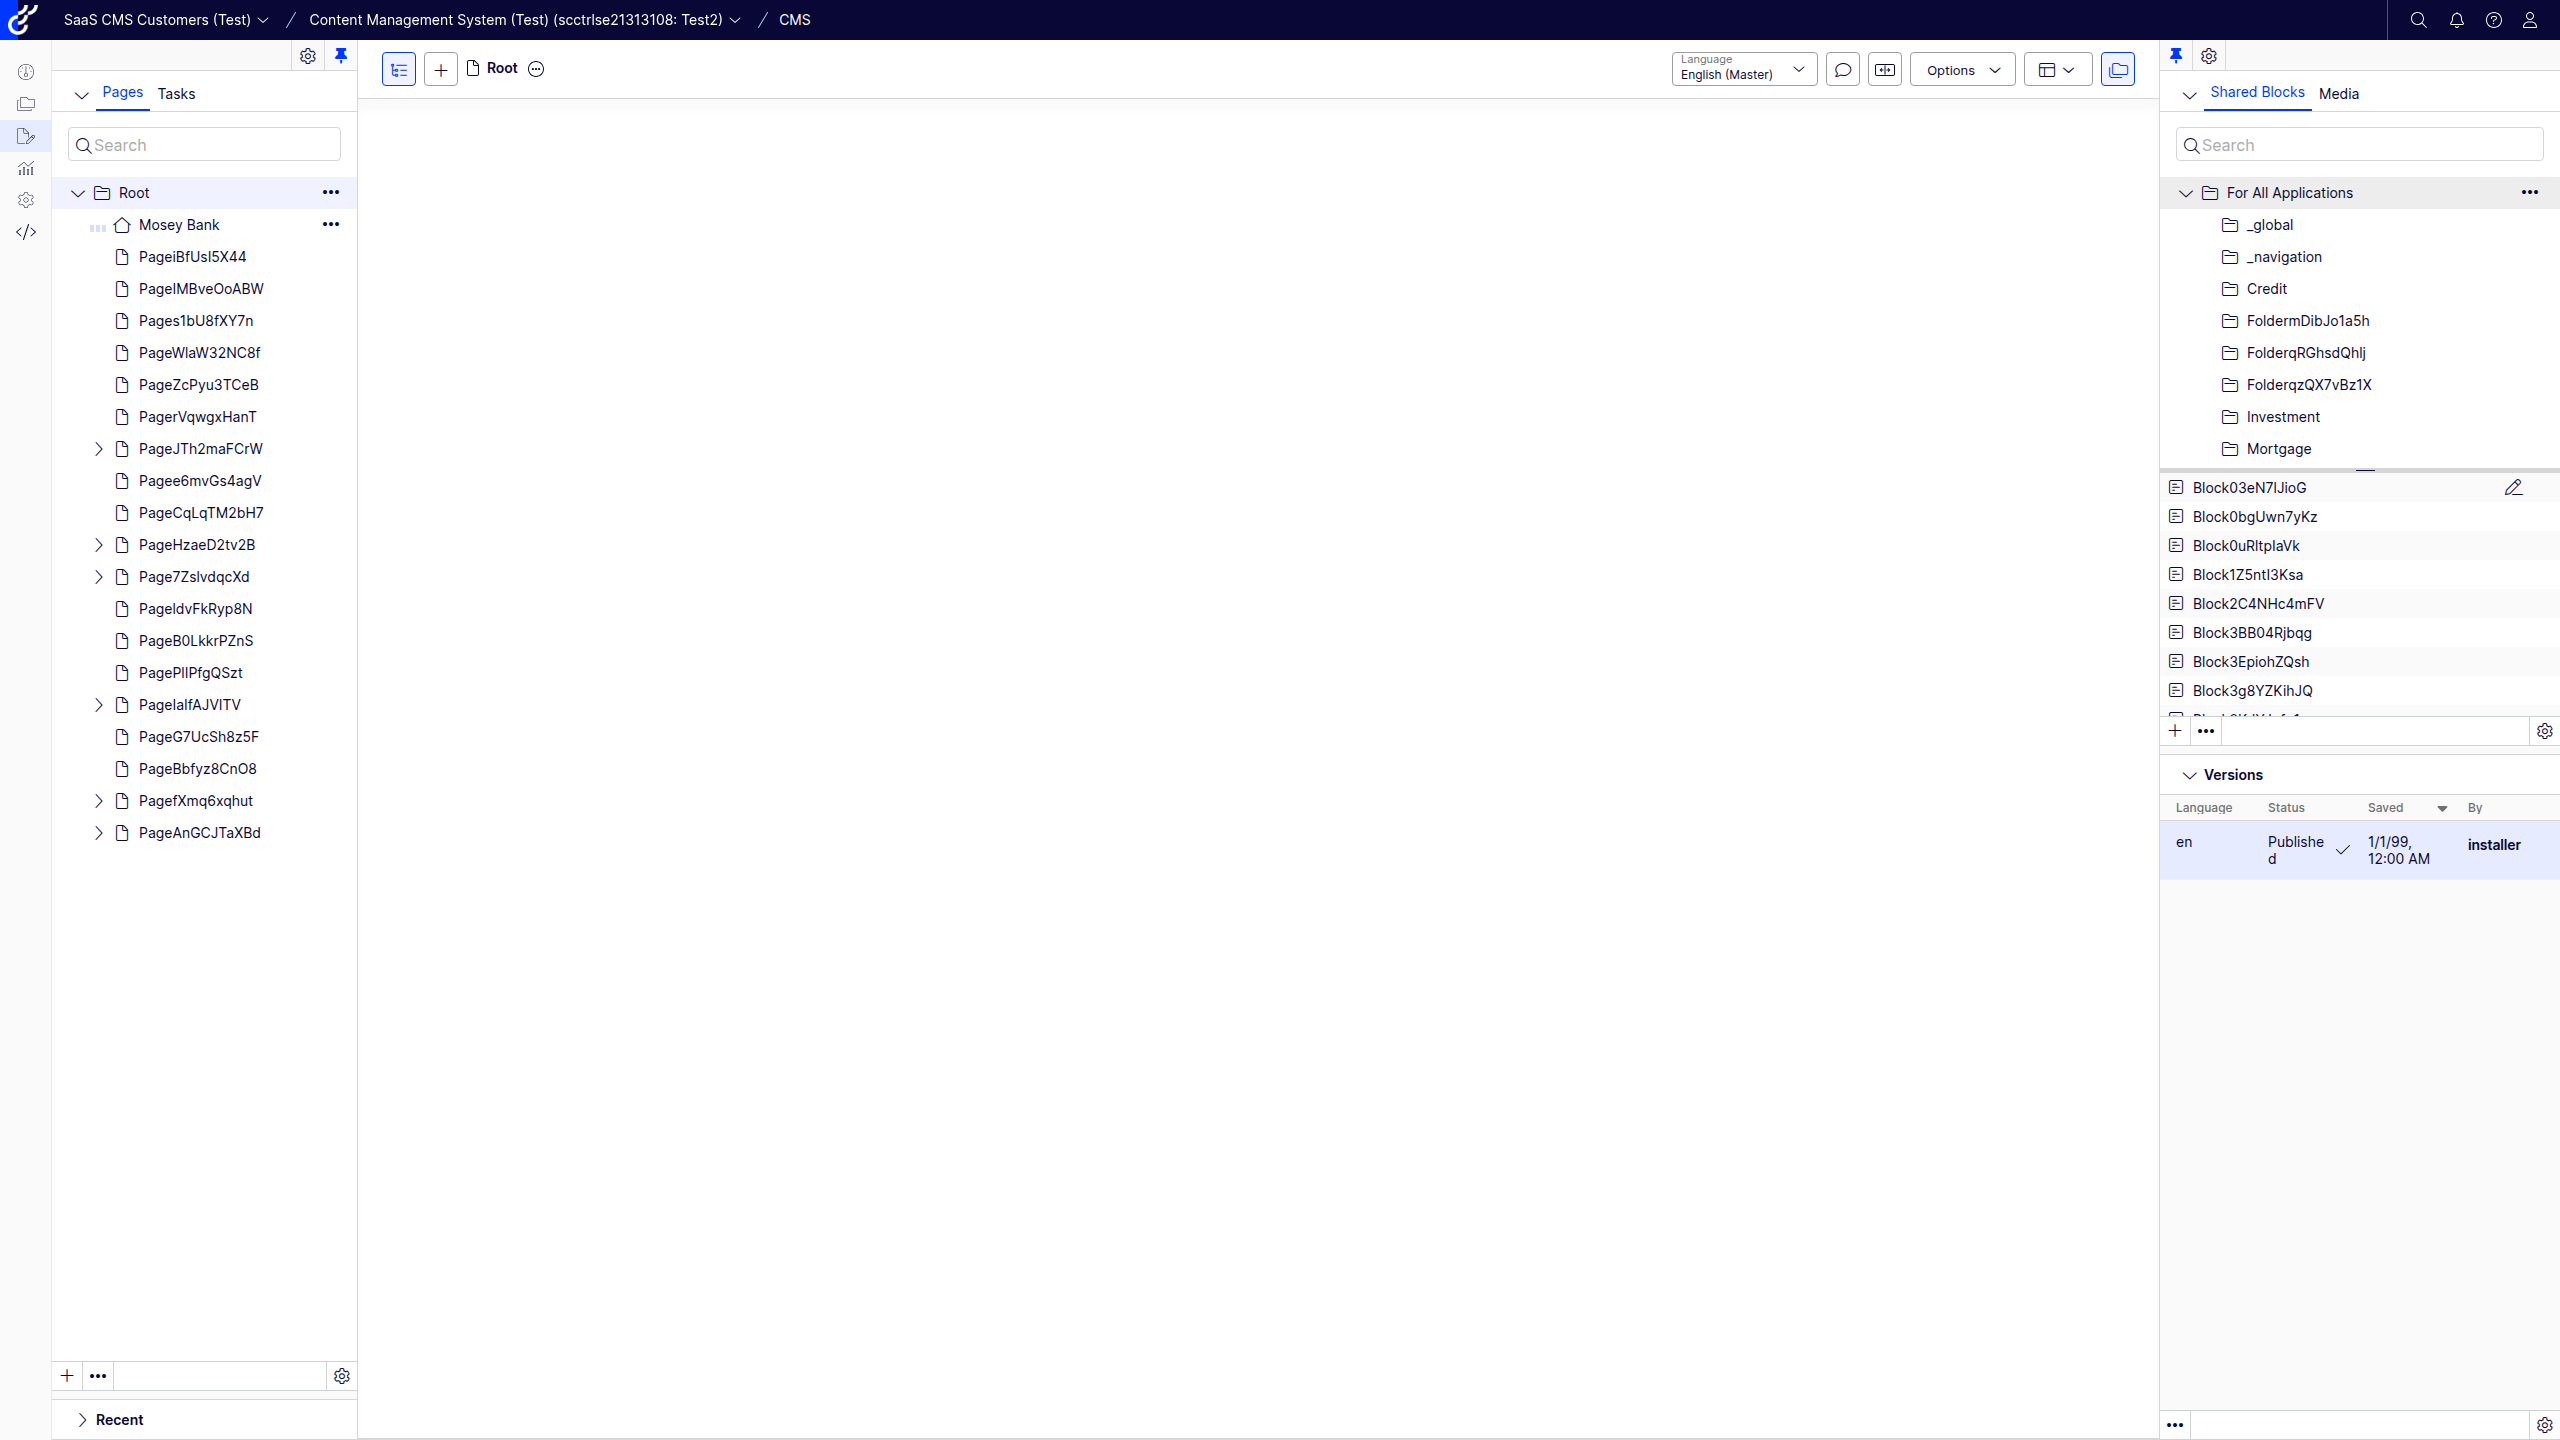 SaaS CMS Customers (Test) / Content Management System (Test) (scctrlse21313108: Test2) / CMS
Pages Tasks
Search
Root
Mosey Bank
PageiBfUsI5X44
PageIMBveOoABW
Pages1bU8fXY7n
PageWlaW32NC8f
PageZcPyu3TCeB
PagerVqwgxHanT
PageJTh2maFCrW
Pagee6mvGs4agV
PageCqLqTM2bH7
PageHzaeD2tv2B
Page7ZslvdqcXd
PageldvFkRyp8N
PageB0LkkrPZnS
PagePIlPfgQSzt
PagelaIfAJVITV
PageG7UcSh8z5F
PageBbfyz8CnO8
PagefXmq6xqhut
PageAnGCJTaXBd
Recent
Root
Language
English (Master)
Options
Shared Blocks Media
Search
For All Applications
_global
_navigation
Credit
FoldermDibJo1a5h
FolderqRGhsdQhlj
FolderqzQX7vBz1X
Investment
Mortgage
Block03eN7lJioG
Block0bgUwn7yKz
Block0uRltplaVk
Block1Z5ntI3Ksa
Block2C4NHc4mFV
Block3BB04Rjbqg
Block3EpiohZQsh
Block3g8YZKihJQ
Versions
Language Status Saved By
en Publishe
d 1/1/99,
12:00 AM installer